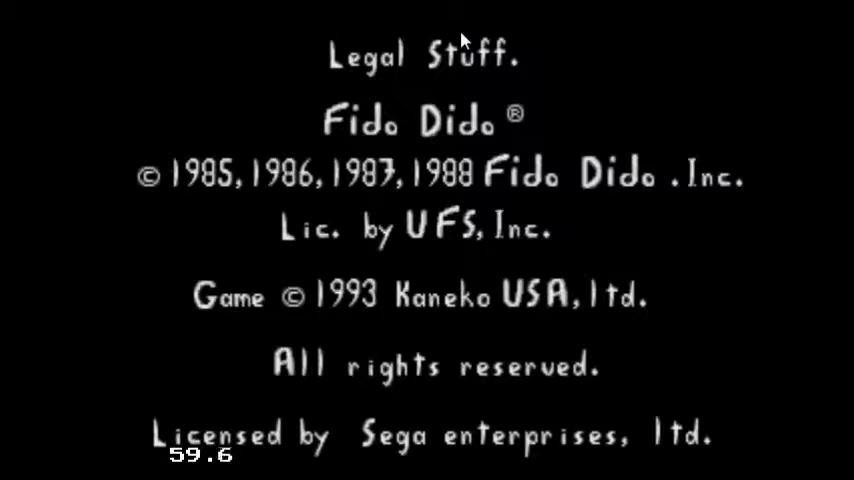 Legal Stuff.
Fido Dido ®
© 1985, 1986, 1987, 1988 Fido Dido .Inc.
Lic. by UFS, Inc.
Game © 1993 Kaneko USA, ltd.
All rights reserved.
Licensed by Sega enterprises, ltd.
59.6